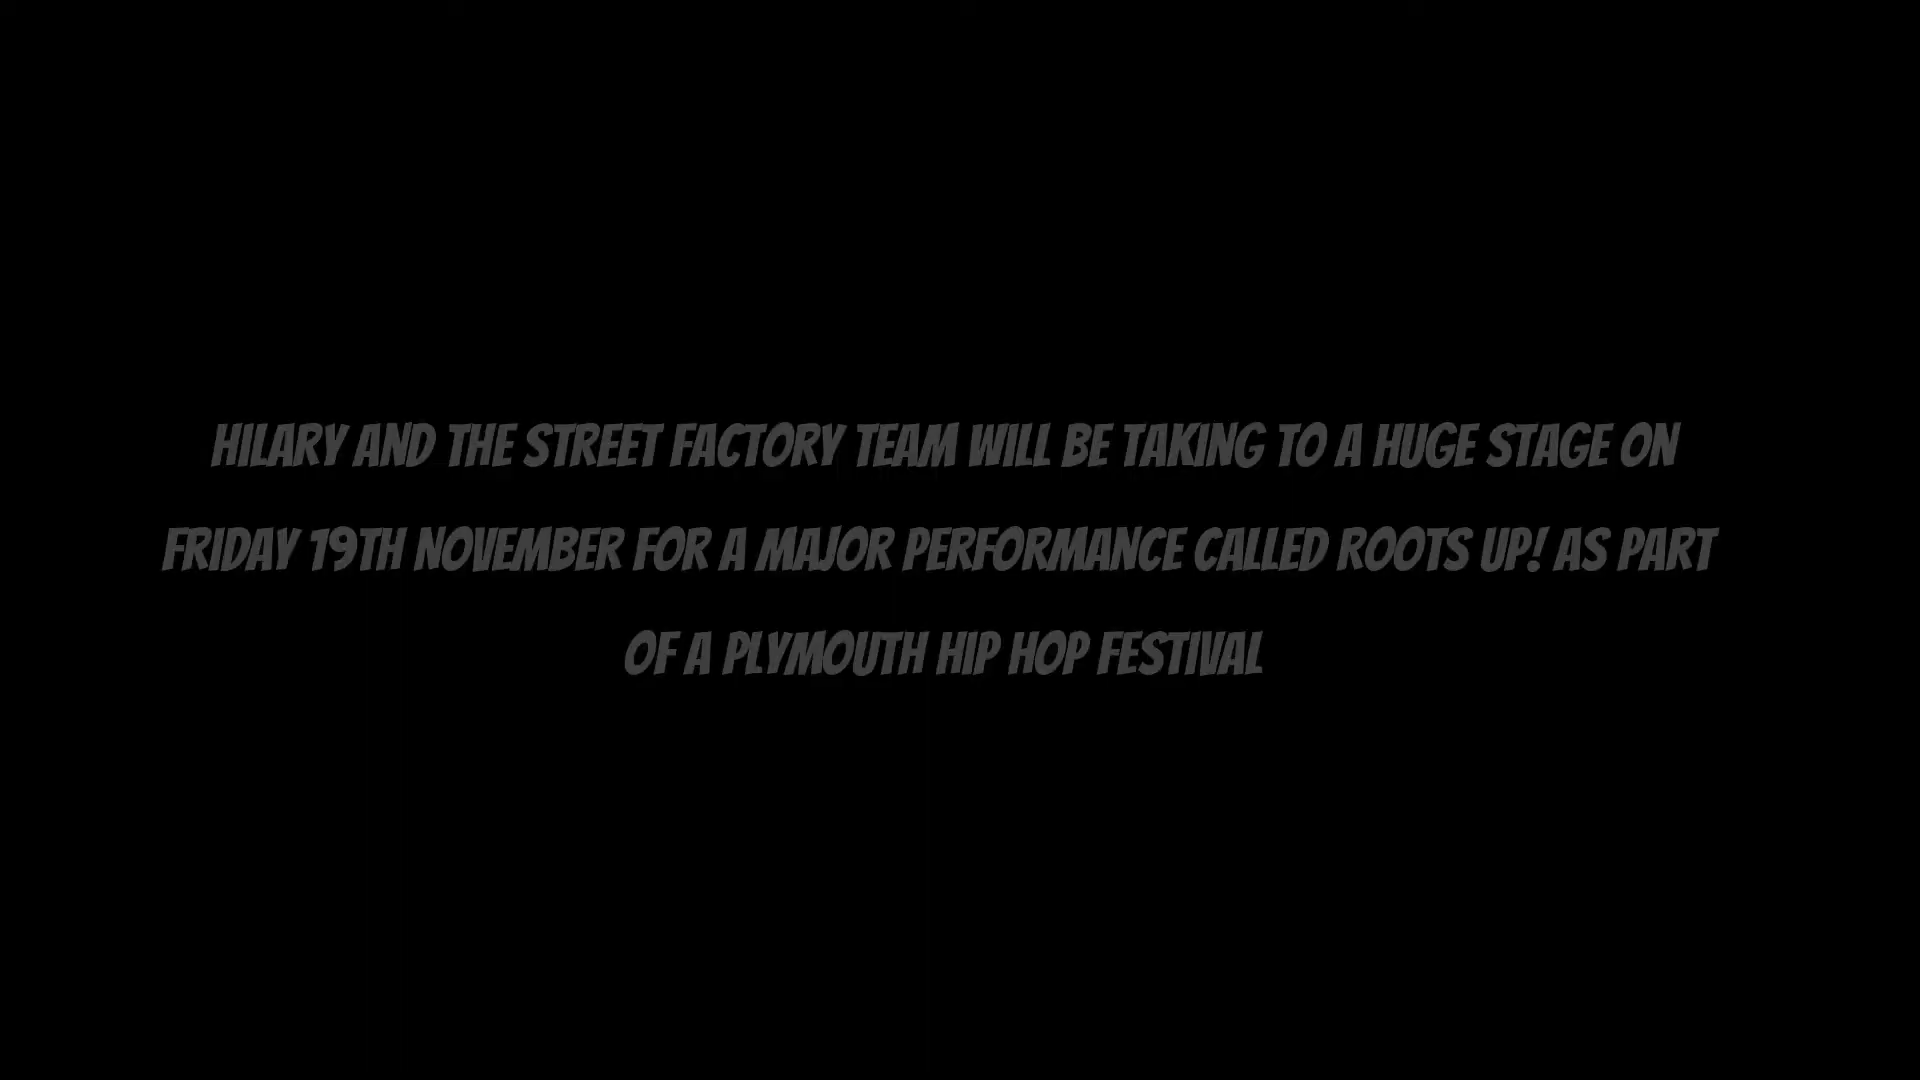 HILARY AND THE STREET FACTORY TEAM WILL BE TAKING TO A HUGE STAGE ON
FRIDAY 19TH NOVEMBER FOR A MAJOR PERFORMANCE CALLED ROOTS UP! AS PART
OF A PLYMOUTH HIP HOP FESTIVAL